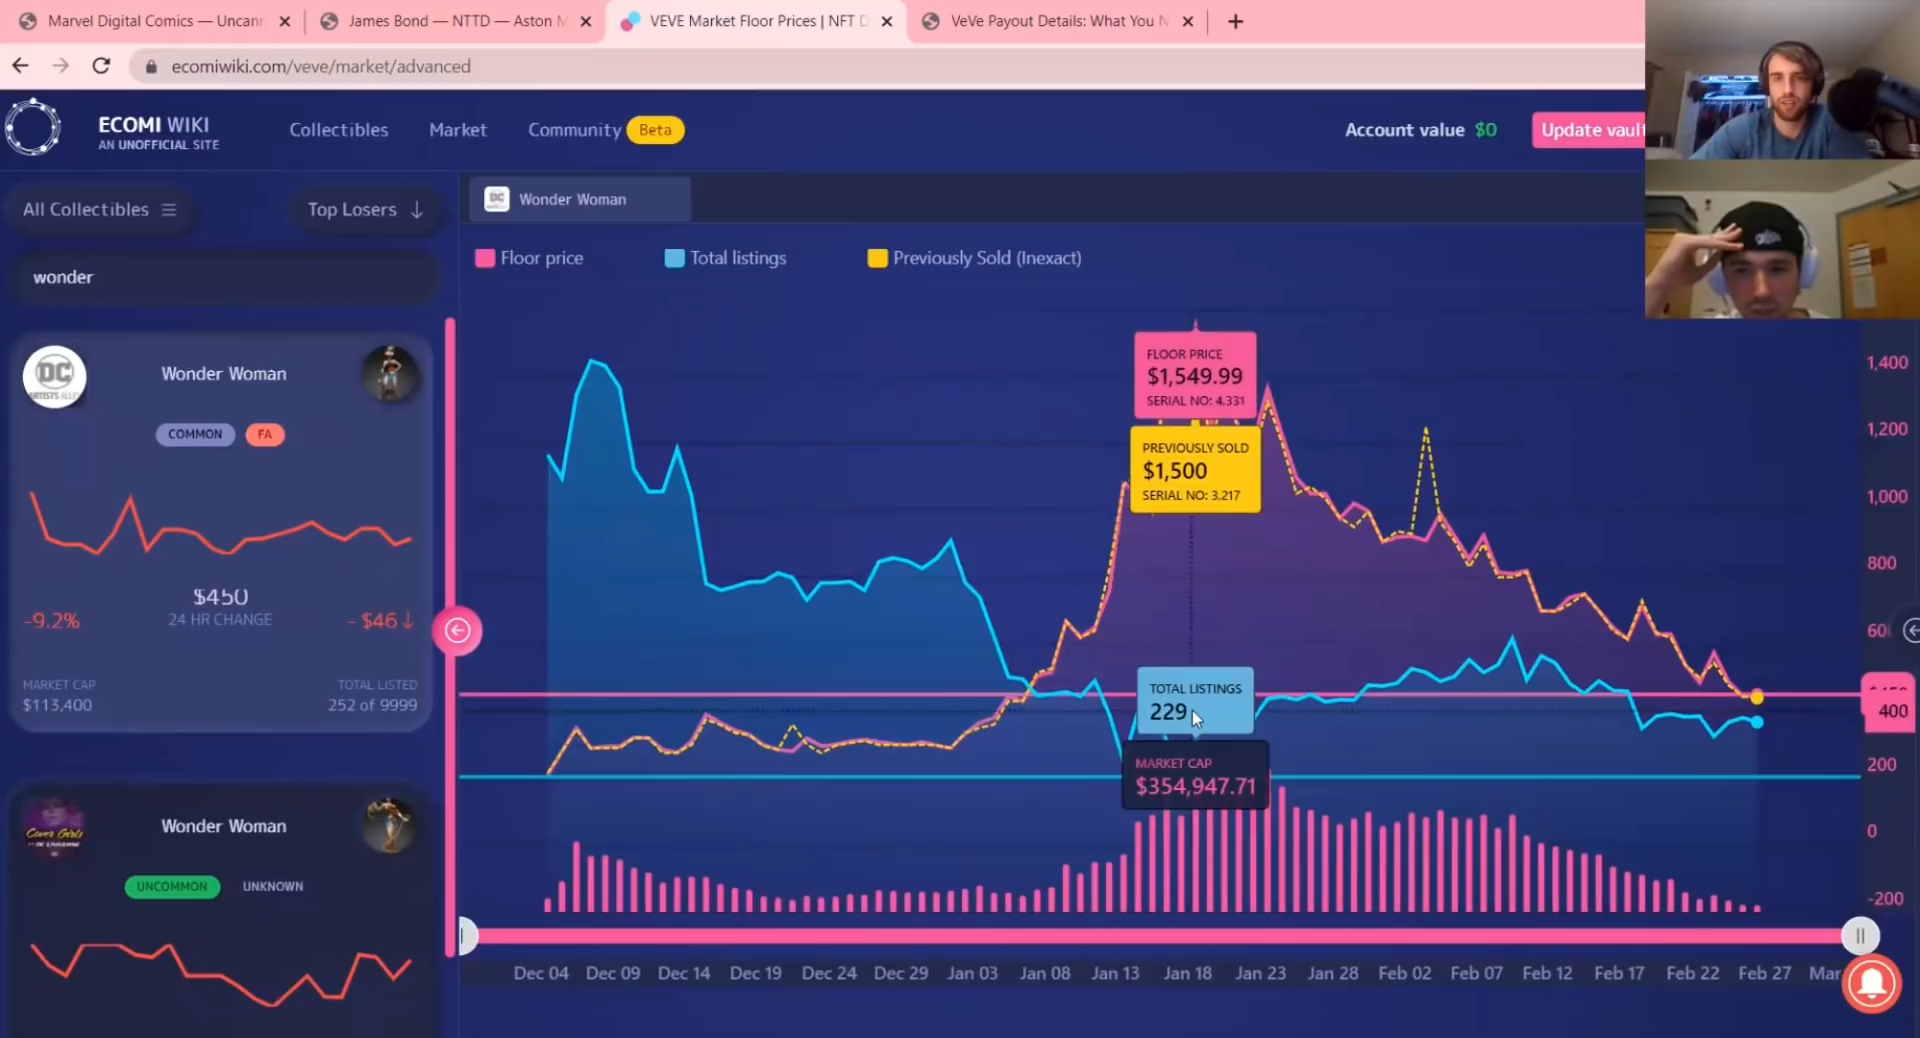 Marvel Digital Comics — Uncann
James Bond — NTTD — Aston M
VEVE Market Floor Prices | NFT D
VeVe Payout Details: What You N
ecomiwiki.com/veve/market/advanced
ECOMI WIKI
AN UNOFFICIAL SITE
Collectibles
Market
Community
Beta
Account value $0
Update vault
All Collectibles
Top Losers
wonder
DC
Wonder Woman
COMMON
FA
$450
-9.2%
24 HR CHANGE
- $46
MARKET CAP
TOTAL LISTED
$113,400
252 of 9999
Cover Girls
Wonder Woman
UNCOMMON
UNKNOWN
Wonder Woman
Floor price
Total listings
Previously Sold (Inexact)
FLOOR PRICE
$1,549.99
SERIAL NO: 4,331
PREVIOUSLY SOLD
$1,500
SERIAL NO: 3,217
TOTAL LISTINGS
229
MARKET CAP
$354,947.71
1,400
1,200
1,000
800
400
200
0
-200
Dec 04
Dec 09
Dec 14
Dec 19
Dec 24
Dec 29
Jan 03
Jan 08
Jan 13
Jan 18
Jan 23
Jan 28
Feb 02
Feb 07
Feb 12
Feb 17
Feb 22
Feb 27
Mar